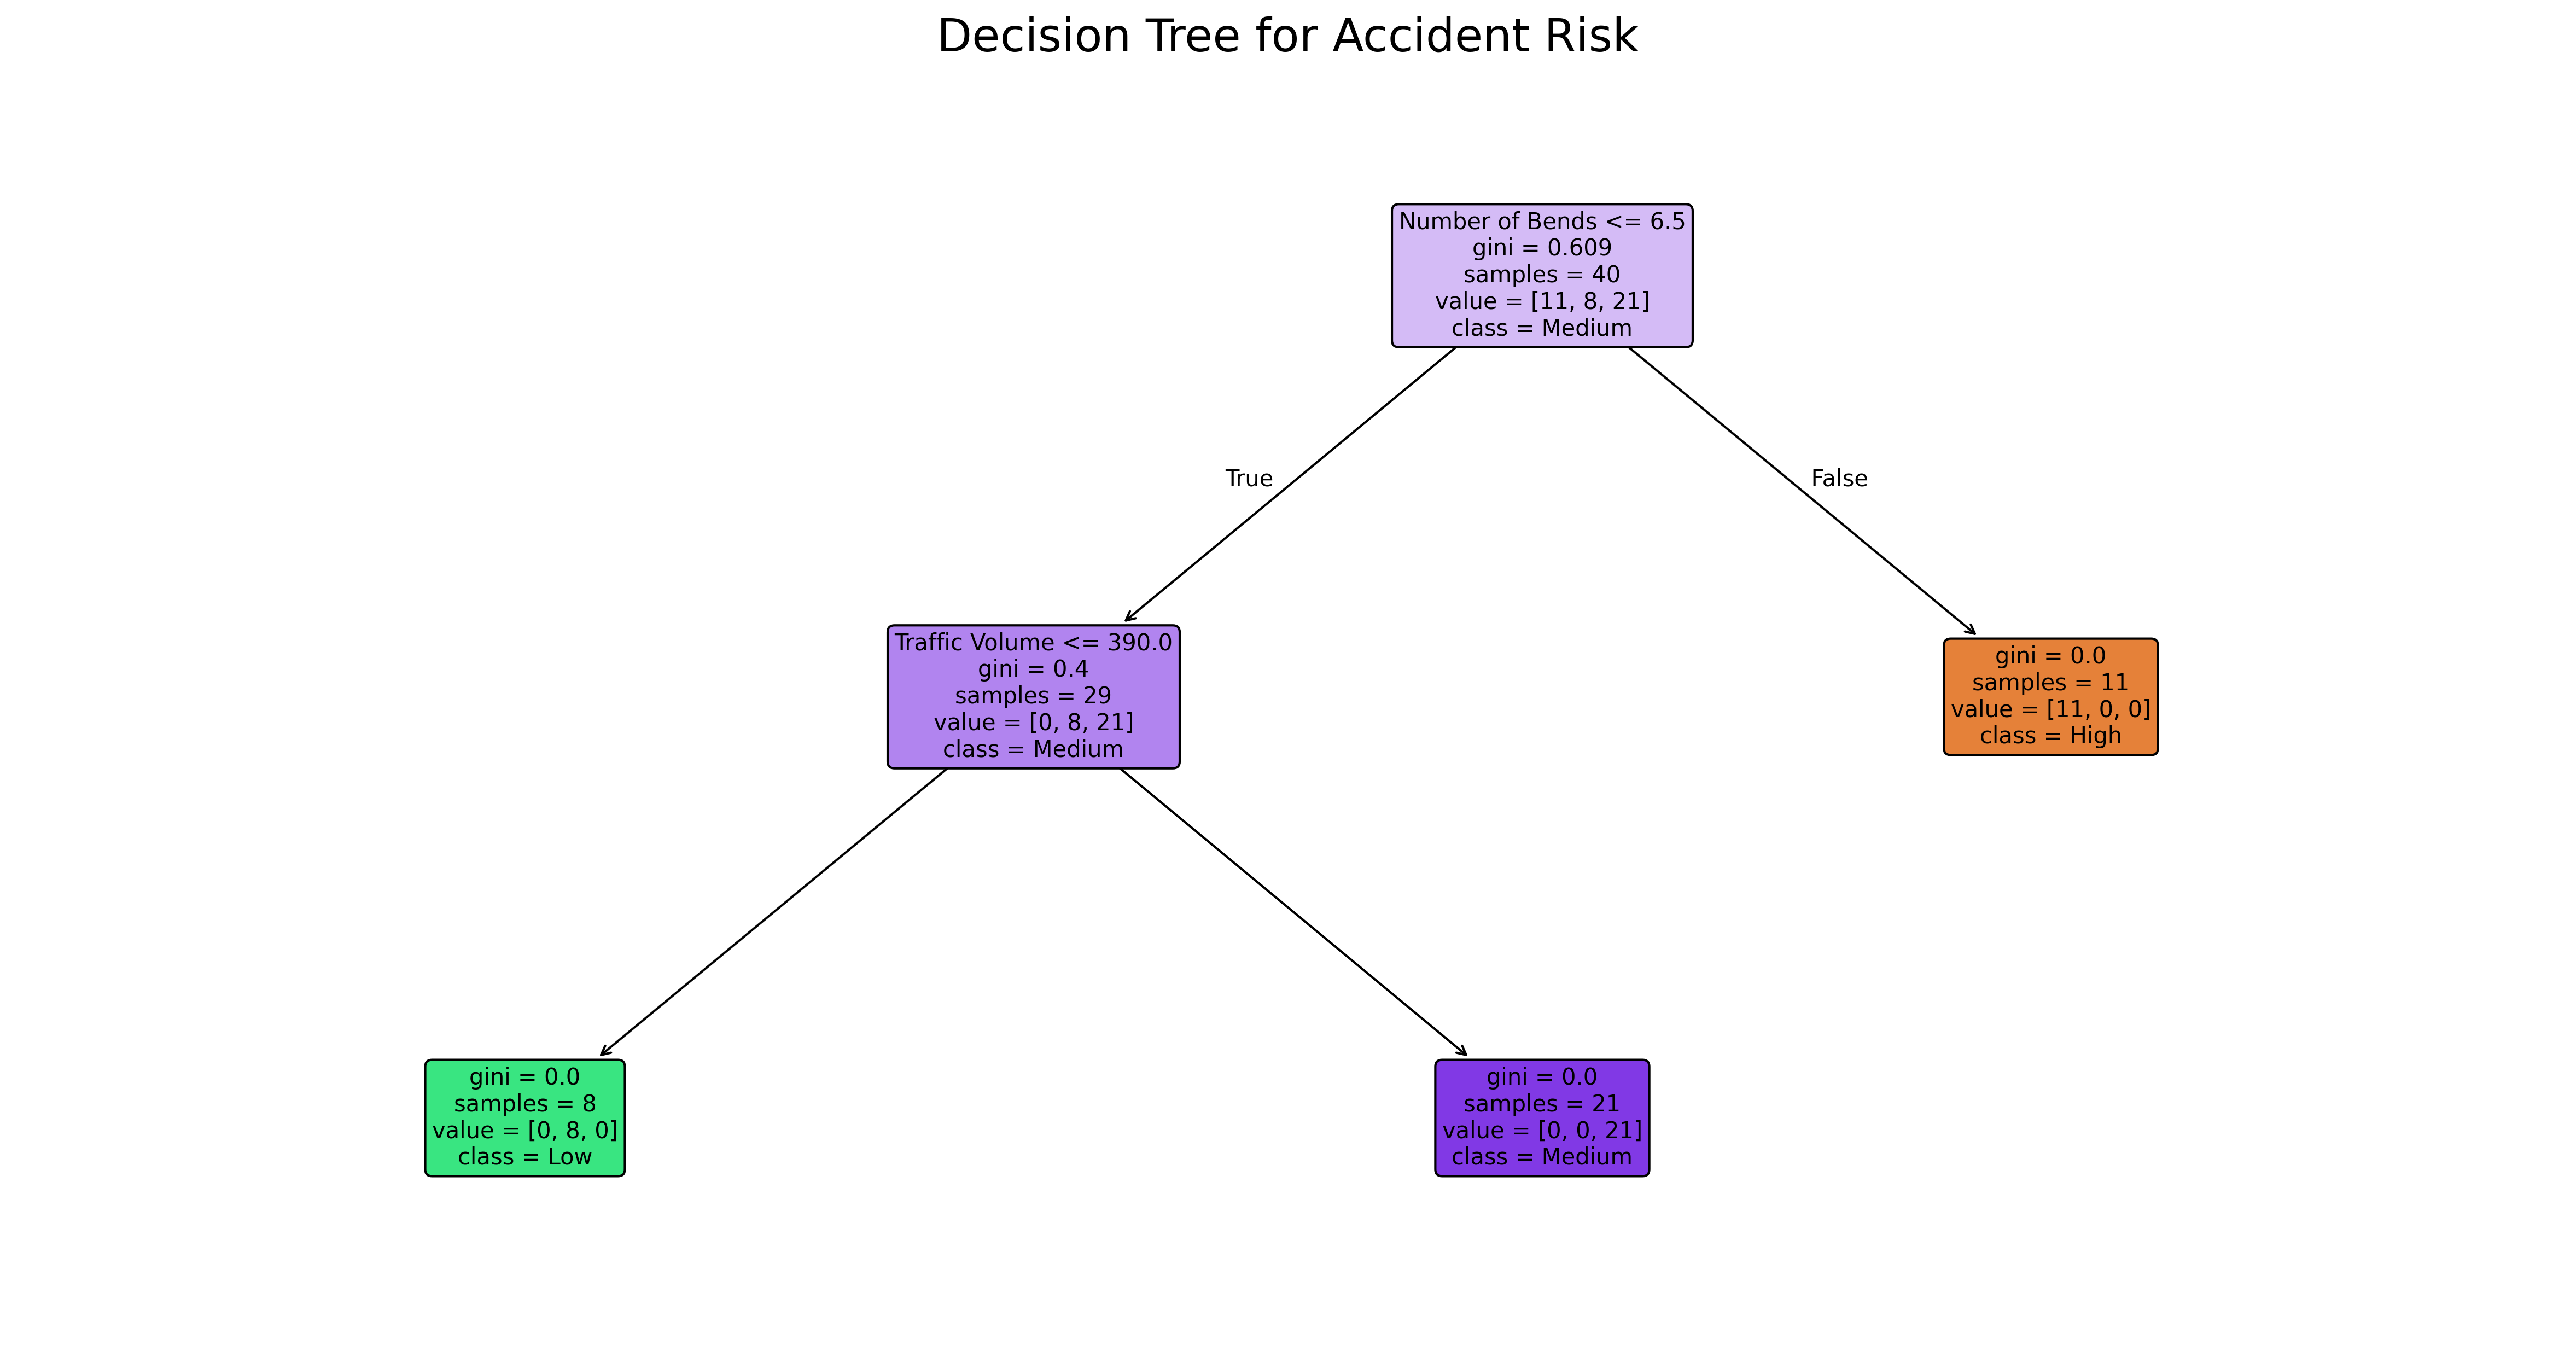 Decision Tree for Accident Risk
Number of Bends <= 6.5
gini = 0.609
samples = 40
value = [11, 8, 21]
class = Medium
True
False
Traffic Volume <= 390.0
gini = 0.4
samples = 29
value = [0, 8, 21]
class = Medium
gini = 0.0
samples = 11
value = [11, 0, 0]
class = High
gini = 0.0
samples = 8
value = [0, 8, 0]
class = Low
gini = 0.0
samples = 21
value = [0, 0, 21]
class = Medium